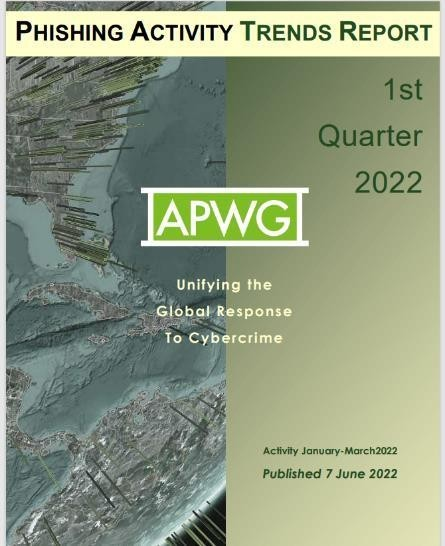 PHISHING ACTIVITY TRENDS REPORT
1st
Quarter
2022
APWG
Unifying the
Global Response
To Cybercrime
Activity January-March2022
Published 7 June 2022